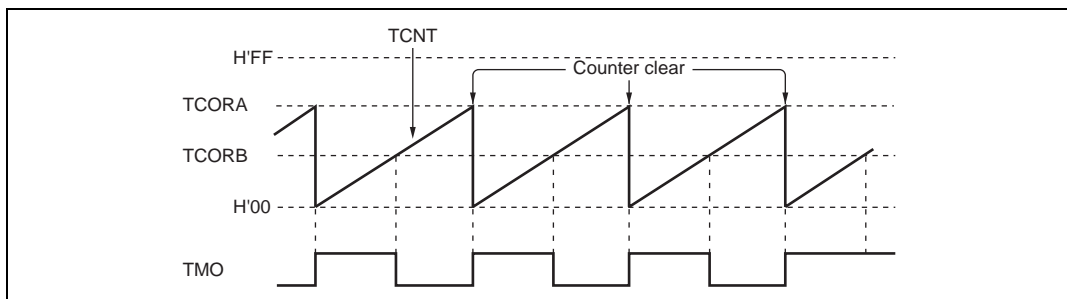 TCNT
H'FF
Counter clear
TCORA
TCORB
H'00
TMO